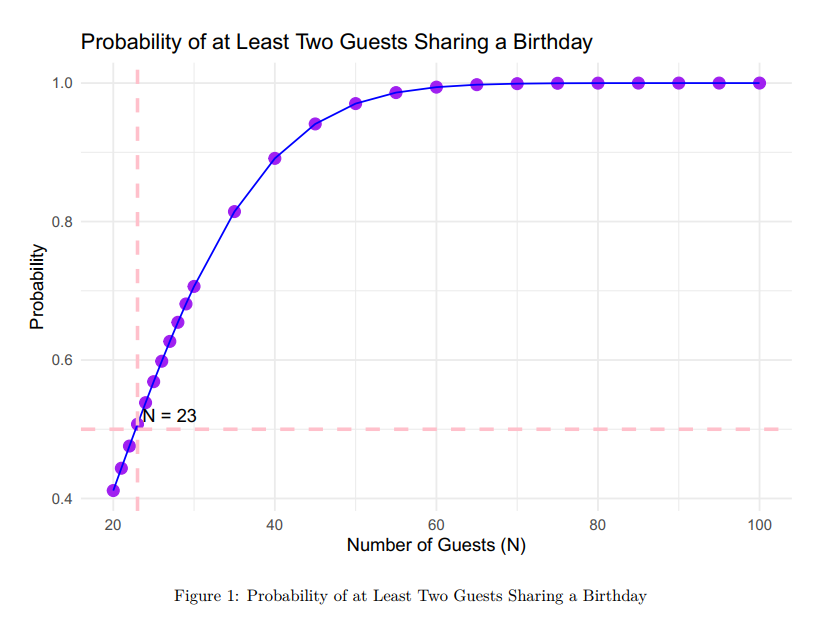 Probability of at Least Two Guests Sharing a Birthday
1.0
0.8
0.6
0.4
Probability
N = 23
20 40 60 80 100
Number of Guests (N)
Figure 1: Probability of at Least Two Guests Sharing a Birthday